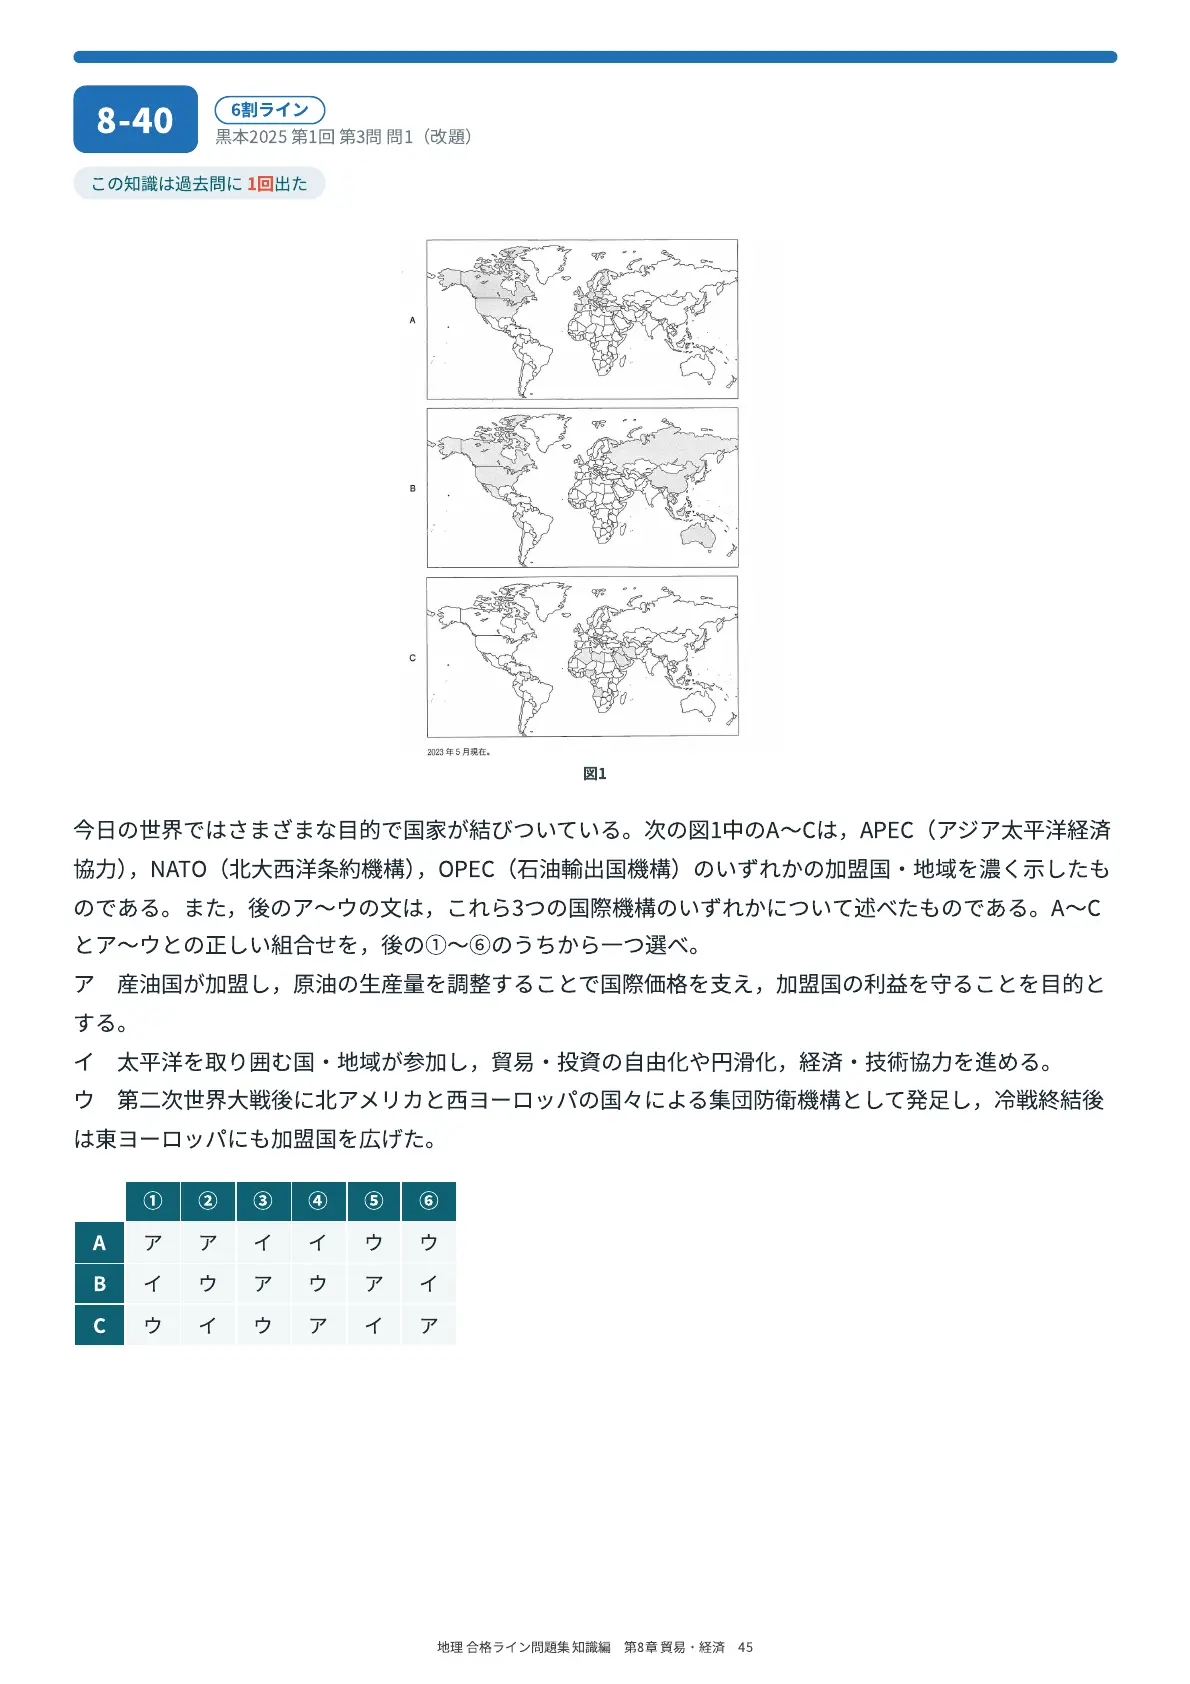 8-40
6割ライン
黒本2025 第1回 第3問 問1（改題）
この知識は過去問に 1回出た
A
B
C
2023年5月現在。
図1
今日の世界ではさまざまな目的で国家が結びついている。次の図1中のA～Cは，APEC（アジア太平洋経済
協力），NATO（北大西洋条約機構），OPEC（石油輸出国機構）のいずれかの加盟国・地域を濃く示したも
のである。また，後のア～ウの文は，これら3つの国際機構のいずれかについて述べたものである。A～C
とア～ウとの正しい組合せを，後の①～⑥のうちから一つ選べ。
ア　産油国が加盟し，原油の生産量を調整することで国際価格を支え，加盟国の利益を守ることを目的と
する。
イ　太平洋を取り囲む国・地域が参加し，貿易・投資の自由化や円滑化，経済・技術協力を進める。
ウ　第二次世界大戦後に北アメリカと西ヨーロッパの国々による集団防衛機構として発足し，冷戦終結後
は東ヨーロッパにも加盟国を広げた。
① ② ③ ④ ⑤ ⑥
A ア ア イ イ ウ ウ
B イ ウ ア ウ ア イ
C ウ イ ウ ア イ ア
地理 合格ライン問題集 知識編　第8章 貿易・経済　45